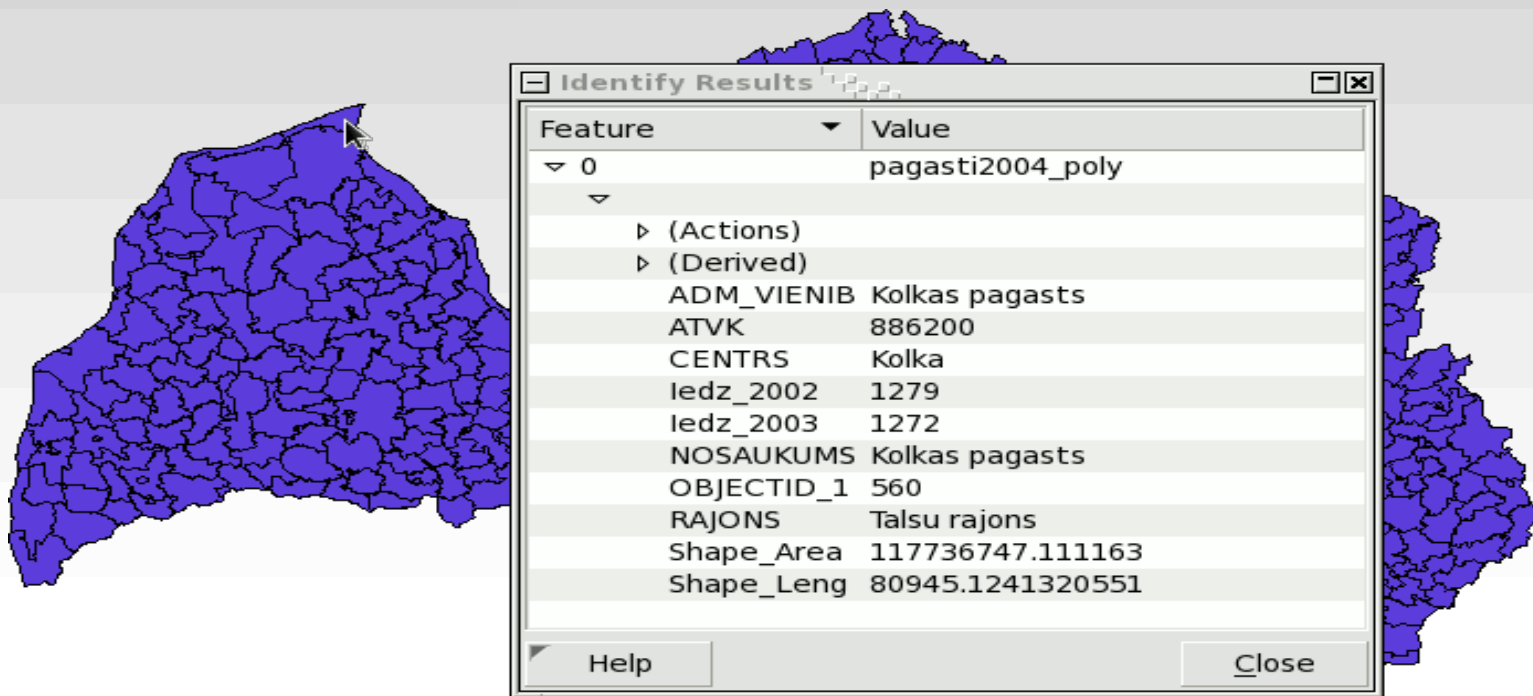 Identify Results
Feature Value
0 pagasti2004_poly
(Actions)
(Derived)
ADM_VIENIB Kolkas pagasts
ATVK 886200
CENTRS Kolka
Iedz_2002 1279
Iedz_2003 1272
NOSAUKUMS Kolkas pagasts
OBJECTID_1 560
RAJONS Talsu rajons
Shape_Area 117736747.111163
Shape_Leng 80945.1241320551
Help Close